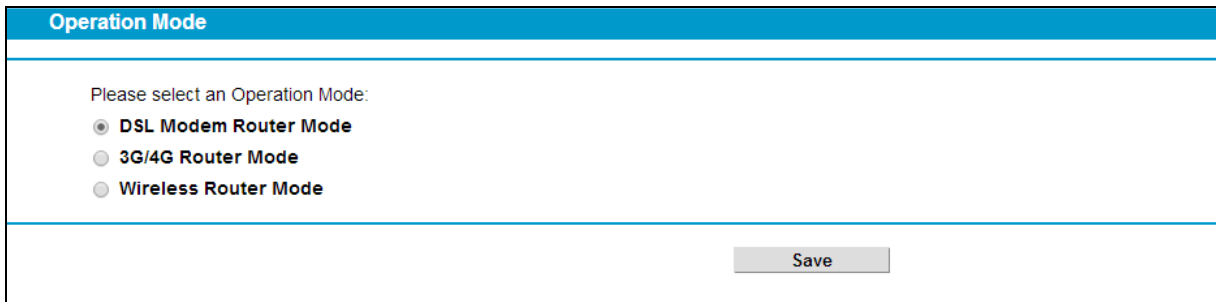 Operation Mode
Please select an Operation Mode:
DSL Modem Router Mode
3G/4G Router Mode
Wireless Router Mode
Save